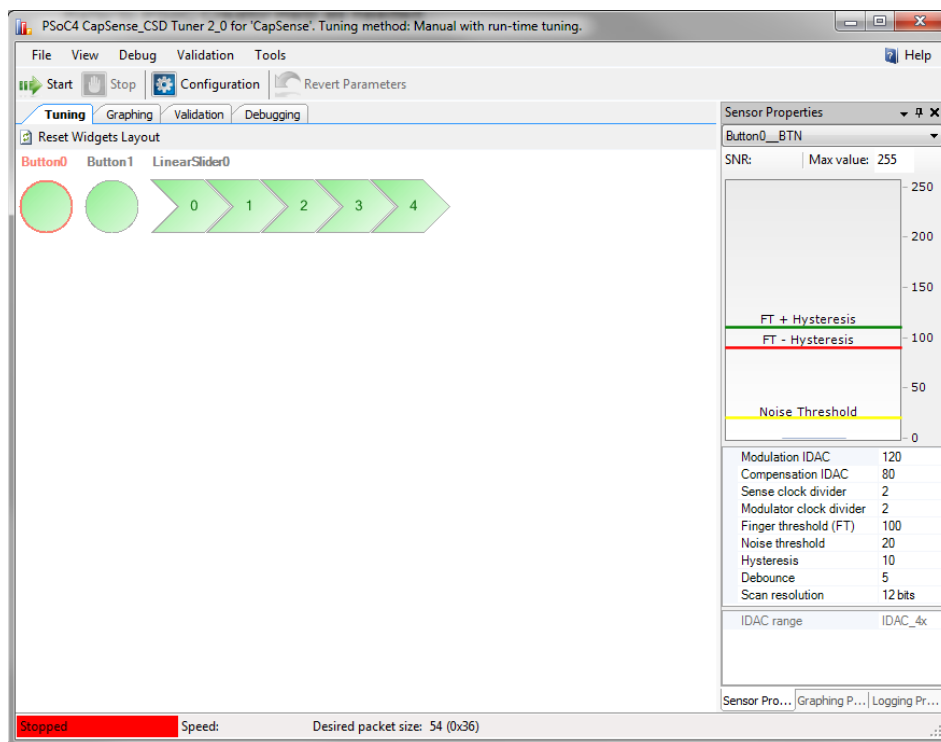 PSoC4 CapSense_CSD Tuner 2_0 for 'CapSense'. Tuning method: Manual with run-time tuning.
File View Debug Validation Tools Help
Start Stop Configuration Revert Parameters
Tuning Graphing Validation Debugging
Reset Widgets Layout
Button0 Button1 LinearSlider0
0 1 2 3 4
Sensor Properties
Button0__BTN
SNR: Max value: 255
250
200
150
FT + Hysteresis
100
FT - Hysteresis
50
Noise Threshold
0
Modulation IDAC 120
Compensation IDAC 80
Sense clock divider 2
Modulator clock divider 2
Finger threshold (FT) 100
Noise threshold 20
Hysteresis 10
Debounce 5
Scan resolution 12 bits
IDAC range IDAC_4x
Sensor Pro... Graphing P... Logging Pr...
Stopped Speed: Desired packet size: 54 (0x36)